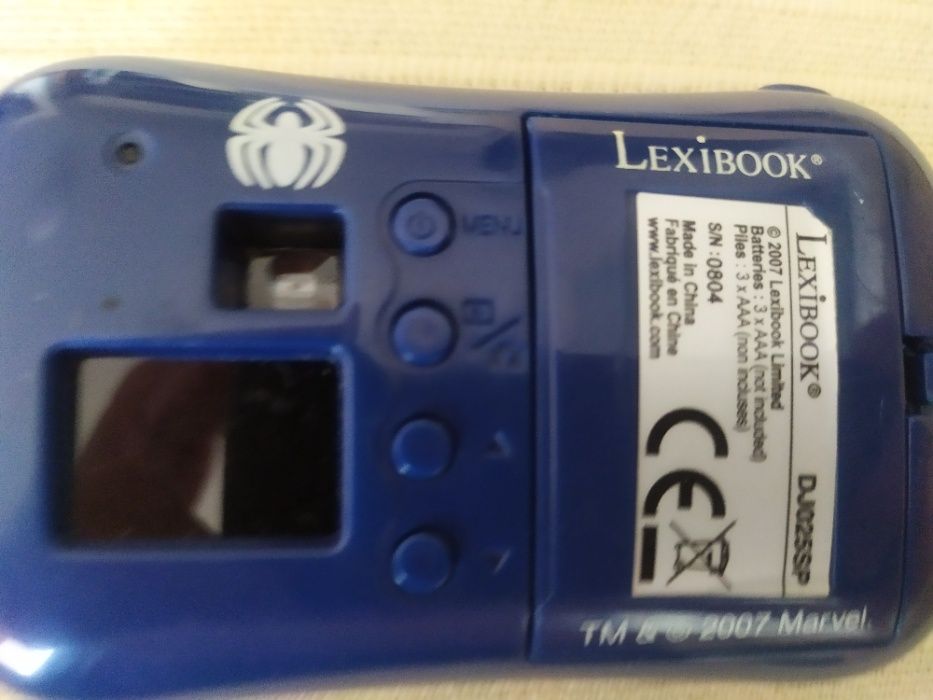 LEXiBOOK®
MENU
LEXiBOOK® DJ025SP
© 2007 Lexibook Limited
Batteries : 3 x AAA (not included)
Piles : 3 x AAA (non incluses)
S/N : 0804
Made in China
Fabriqué en Chine
www.lexibook.com
CE
TM & © 2007 Marvel.